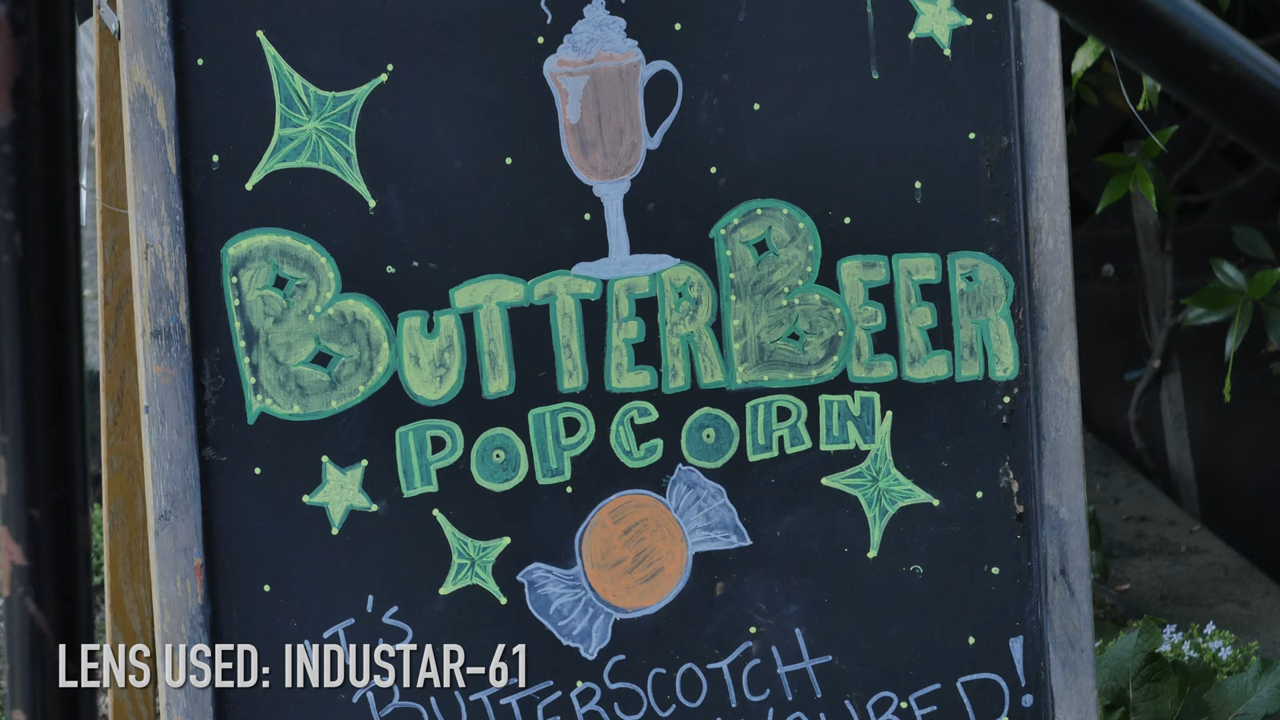 BUTTERBEER
POPCORN
IT'S
BUTTERSCOTCH
LENS USED: INDUSTAR-61